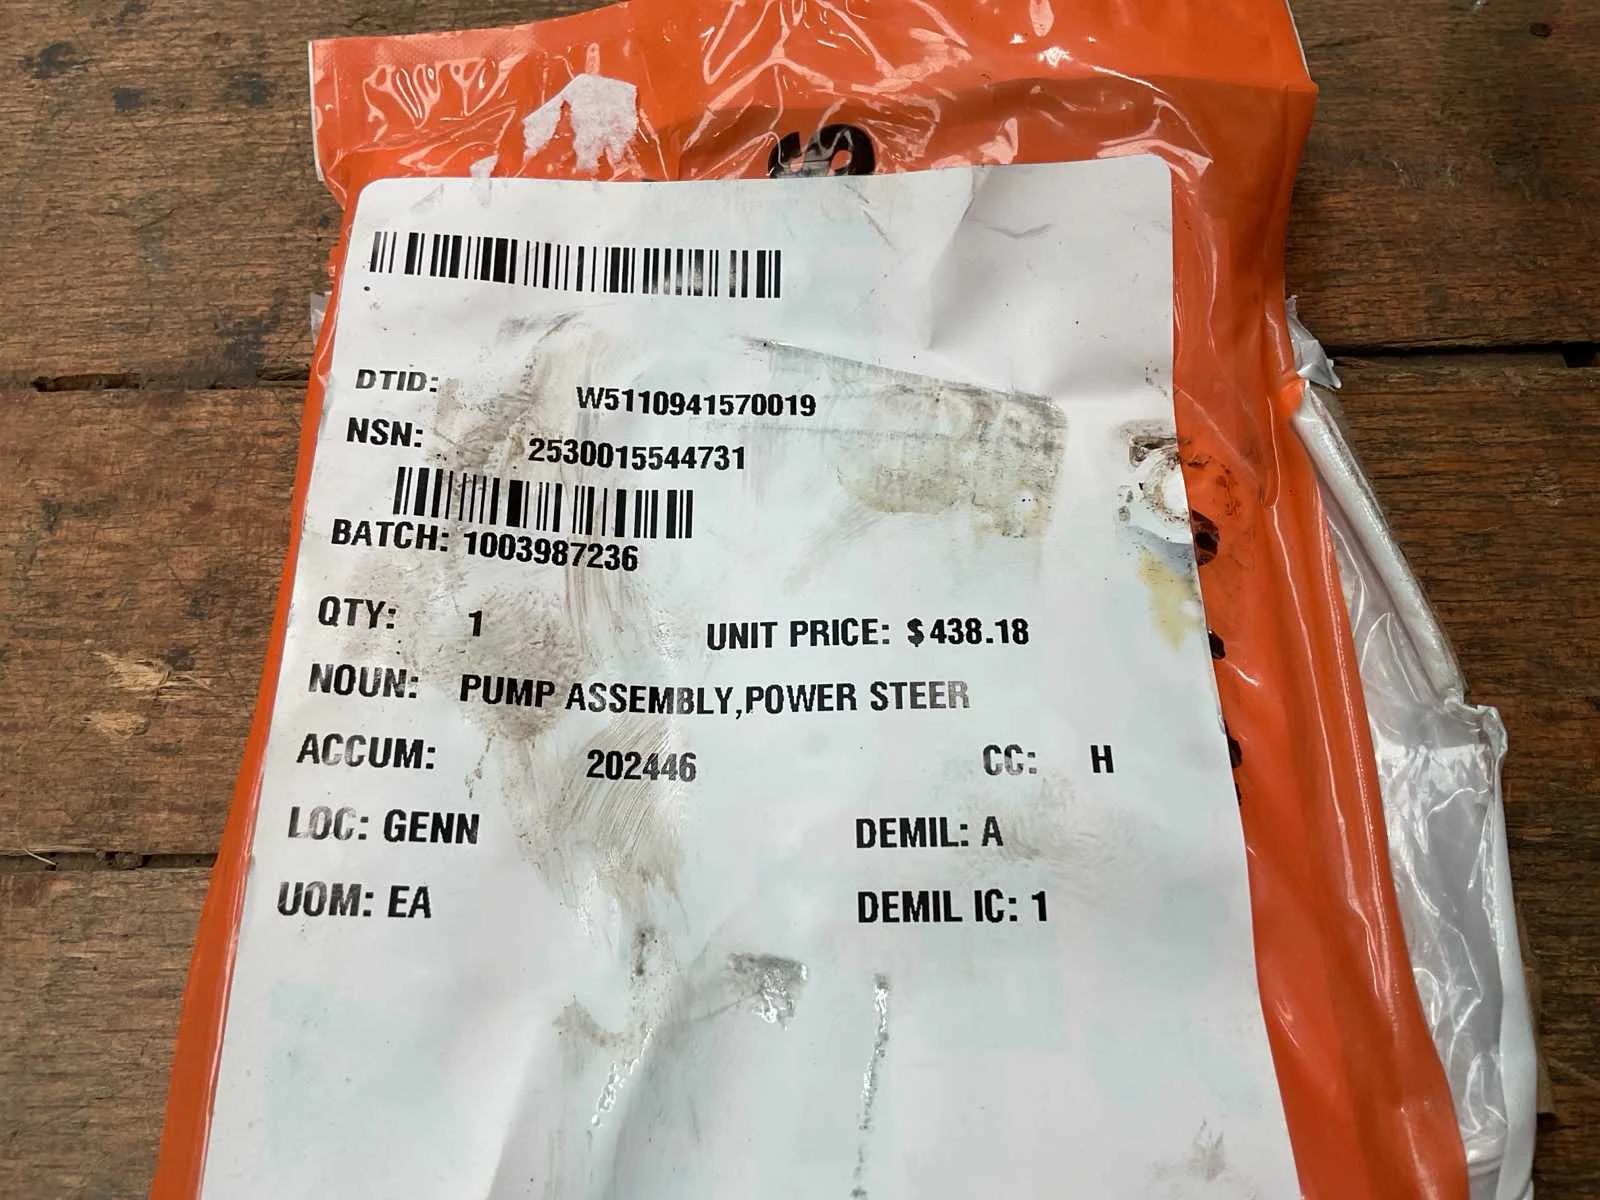 DTID: W5110941570019
NSN: 2530015544731
BATCH: 1003987236
QTY: 1 UNIT PRICE: $438.18
NOUN: PUMP ASSEMBLY,POWER STEER
ACCUM: 202446 CC: H
LOC: GENN DEMIL: A
UOM: EA DEMIL IC: 1